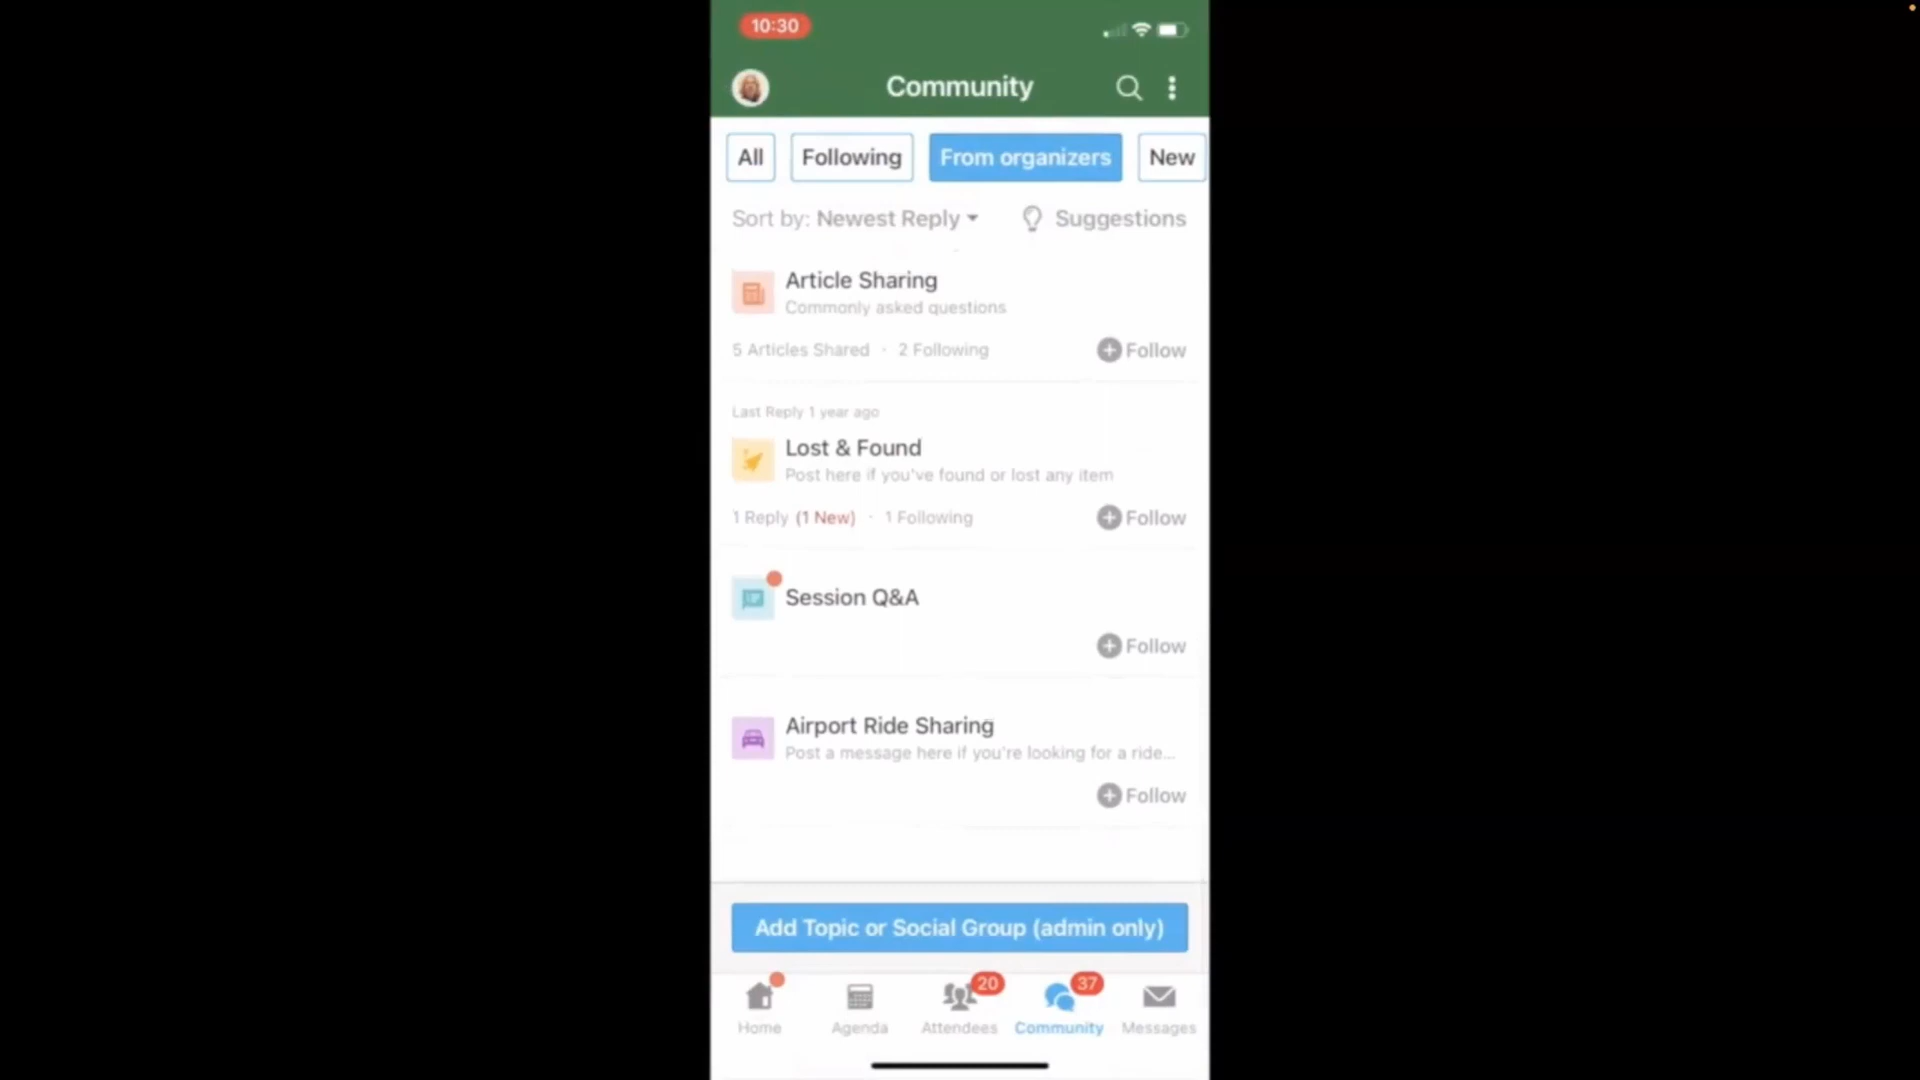 10:30
Community
All Following From organizers New
Sort by: Newest Reply Suggestions
Article Sharing
Commonly asked questions
5 Articles Shared · 2 Following Follow
Last Reply 1 year ago
Lost & Found
Post here if you've found or lost any item
1 Reply (1 New) · 1 Following Follow
Session Q&A
Follow
Airport Ride Sharing
Post a message here if you're looking for a ride...
Follow
Add Topic or Social Group (admin only)
20 37
Home Agenda Attendees Community Messages